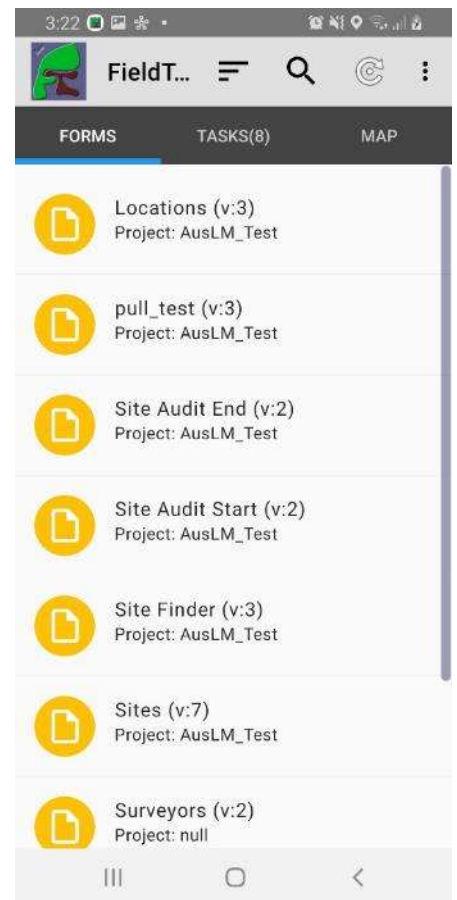 3:22
FieldT...
FORMS TASKS(8) MAP
Locations (v:3)
Project: AusLM_Test
pull_test (v:3)
Project: AusLM_Test
Site Audit End (v:2)
Project: AusLM_Test
Site Audit Start (v:2)
Project: AusLM_Test
Site Finder (v:3)
Project: AusLM_Test
Sites (v:7)
Project: AusLM_Test
Surveyors (v:2)
Project: null